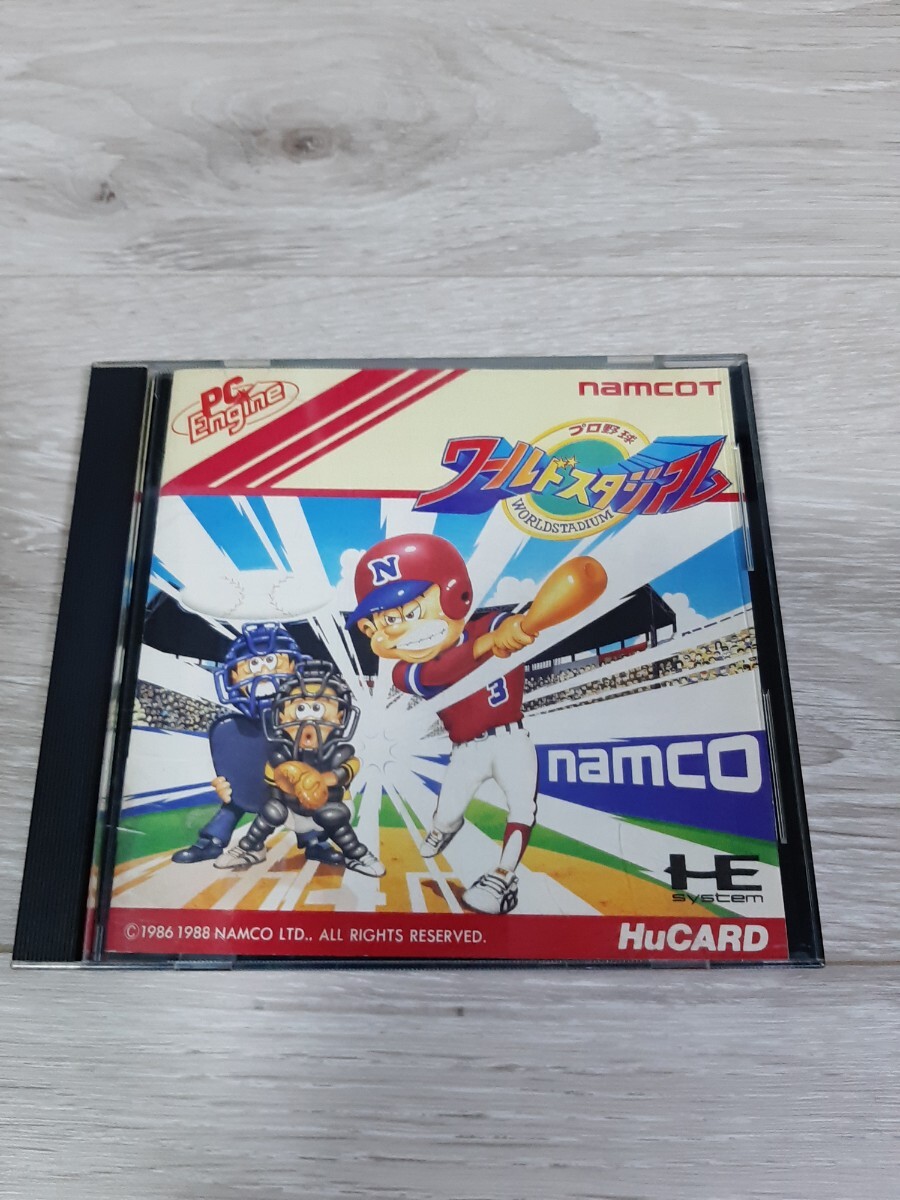 PC Engine
namcot
プロ野球
ワールドスタジアム
WORLDSTADIUM
N
3
namco
HE system
©1986 1988 NAMCO LTD., ALL RIGHTS RESERVED.
HuCARD